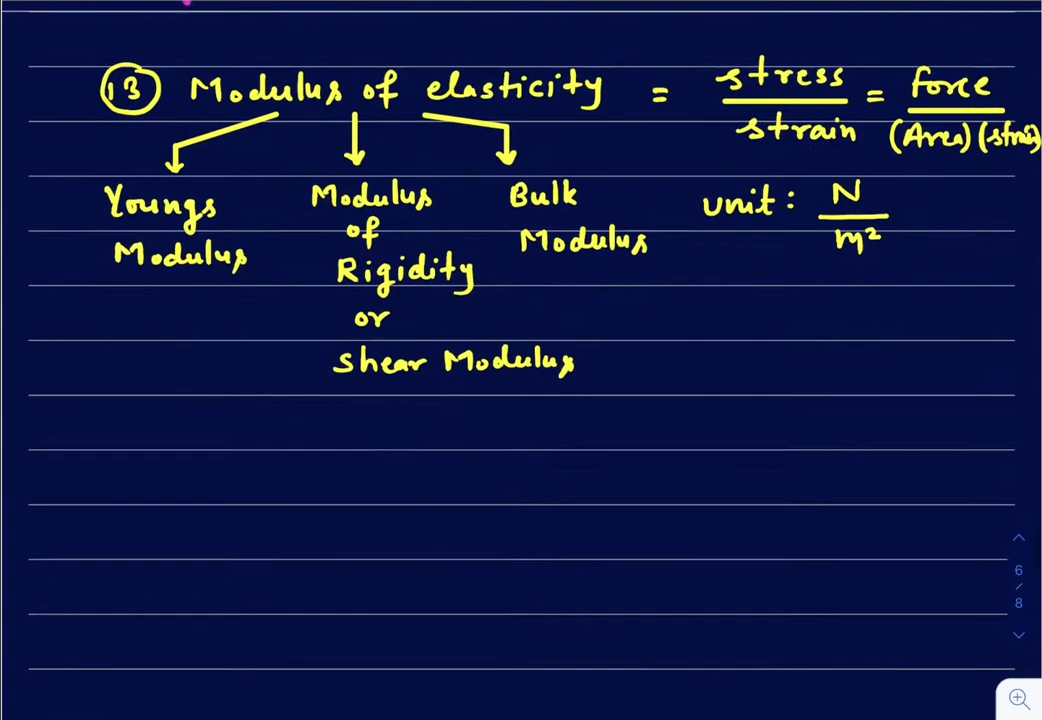 13 Modulus of elasticity = stress / strain = force / (Area) (strain)
Youngs Modulus
Modulus of Rigidity or shear Modulus
Bulk Modulus
unit : N / m²
6
/
8